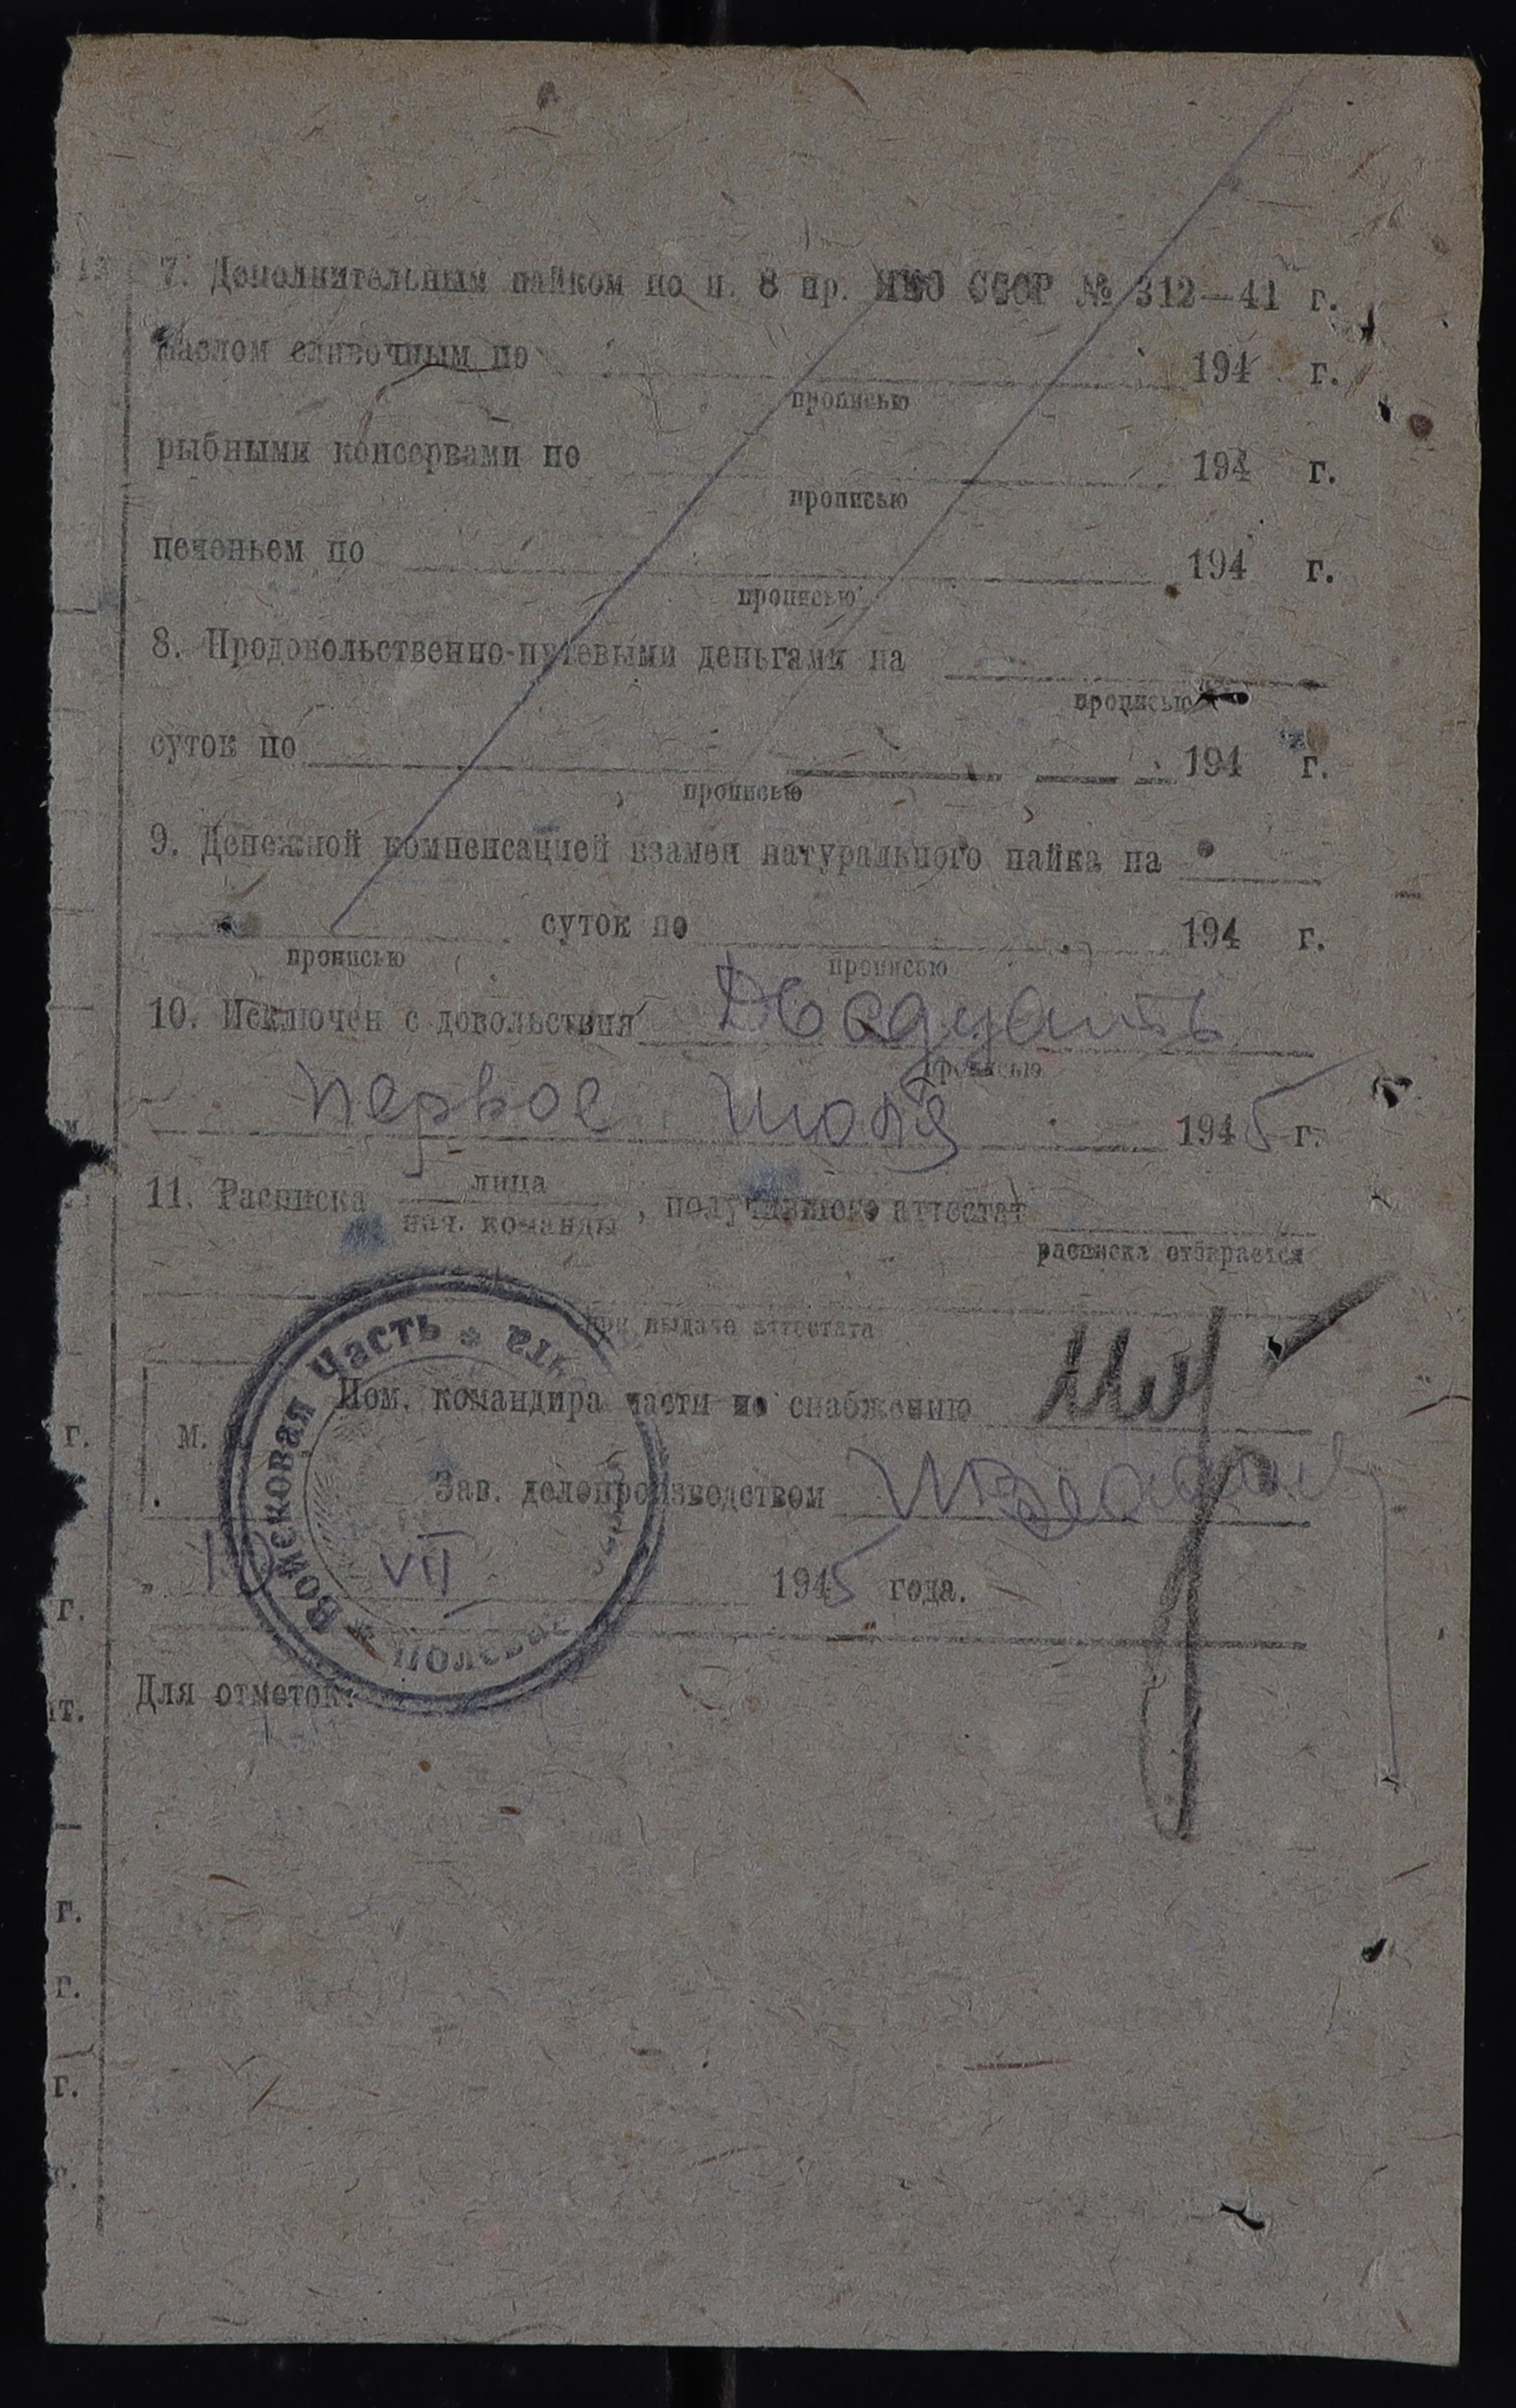 7. Дополнительным пайком по п. 8 пр. НКО СССР № 312—41 г.
маслом сливочным по 194 г.
прописью
рыбными консервами по 194 г.
прописью
печеньем по 194 г.
прописью
8. Продовольственно-путевыми деньгами на
прописью
суток по 194 г.
прописью
9. Денежной компенсацией взамен натурального пайка на
суток по 194 г.
прописью прописью
10. Исключен с довольствия Двадцать
прописью
первое июля 1945 г.
11. Расписка лица
нач. команды , получившего аттестат
расписка отбирается
при выдаче аттестата
Войсковая часть * полевая почта *
Пом. командира части по снабжению
М.
Зав. делопроизводством
VII 1945 года.
Для отметок:
г.
г.
ит.
г.
г.
г.
г.